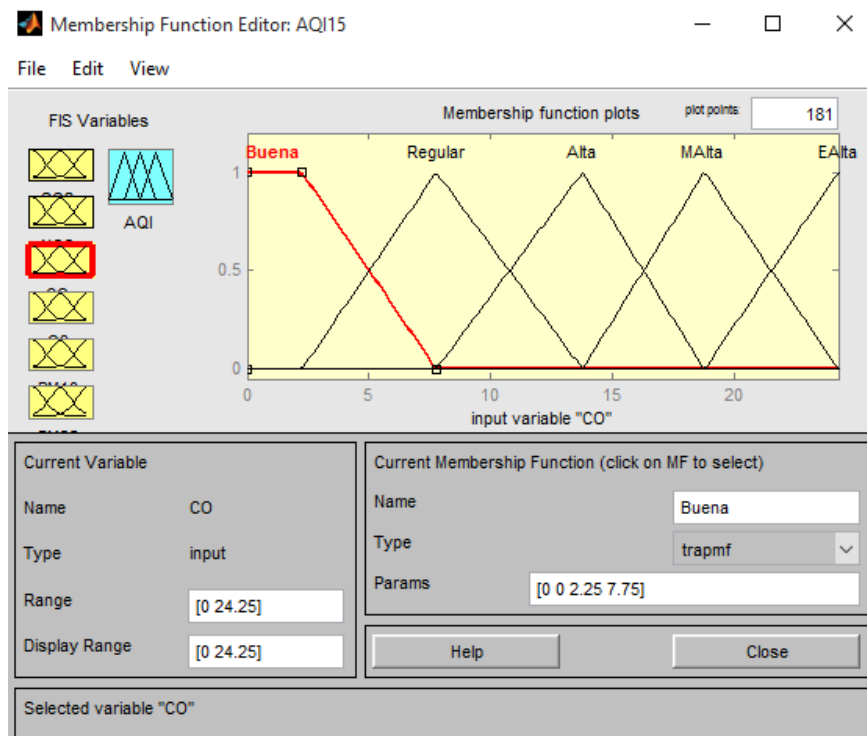 Membership Function Editor: AQI15
File Edit View
FIS Variables
Membership function plots
plot points:
181
AQI
Buena
Regular
Alta
MAlta
EAlta
1
0.5
0
0
5
10
15
20
input variable "CO"
Current Variable
Name
CO
Type
input
Range
[0 24.25]
Display Range
[0 24.25]
Current Membership Function (click on MF to select)
Name
Buena
Type
trapmf
Params
[0 0 2.25 7.75]
Help
Close
Selected variable "CO"